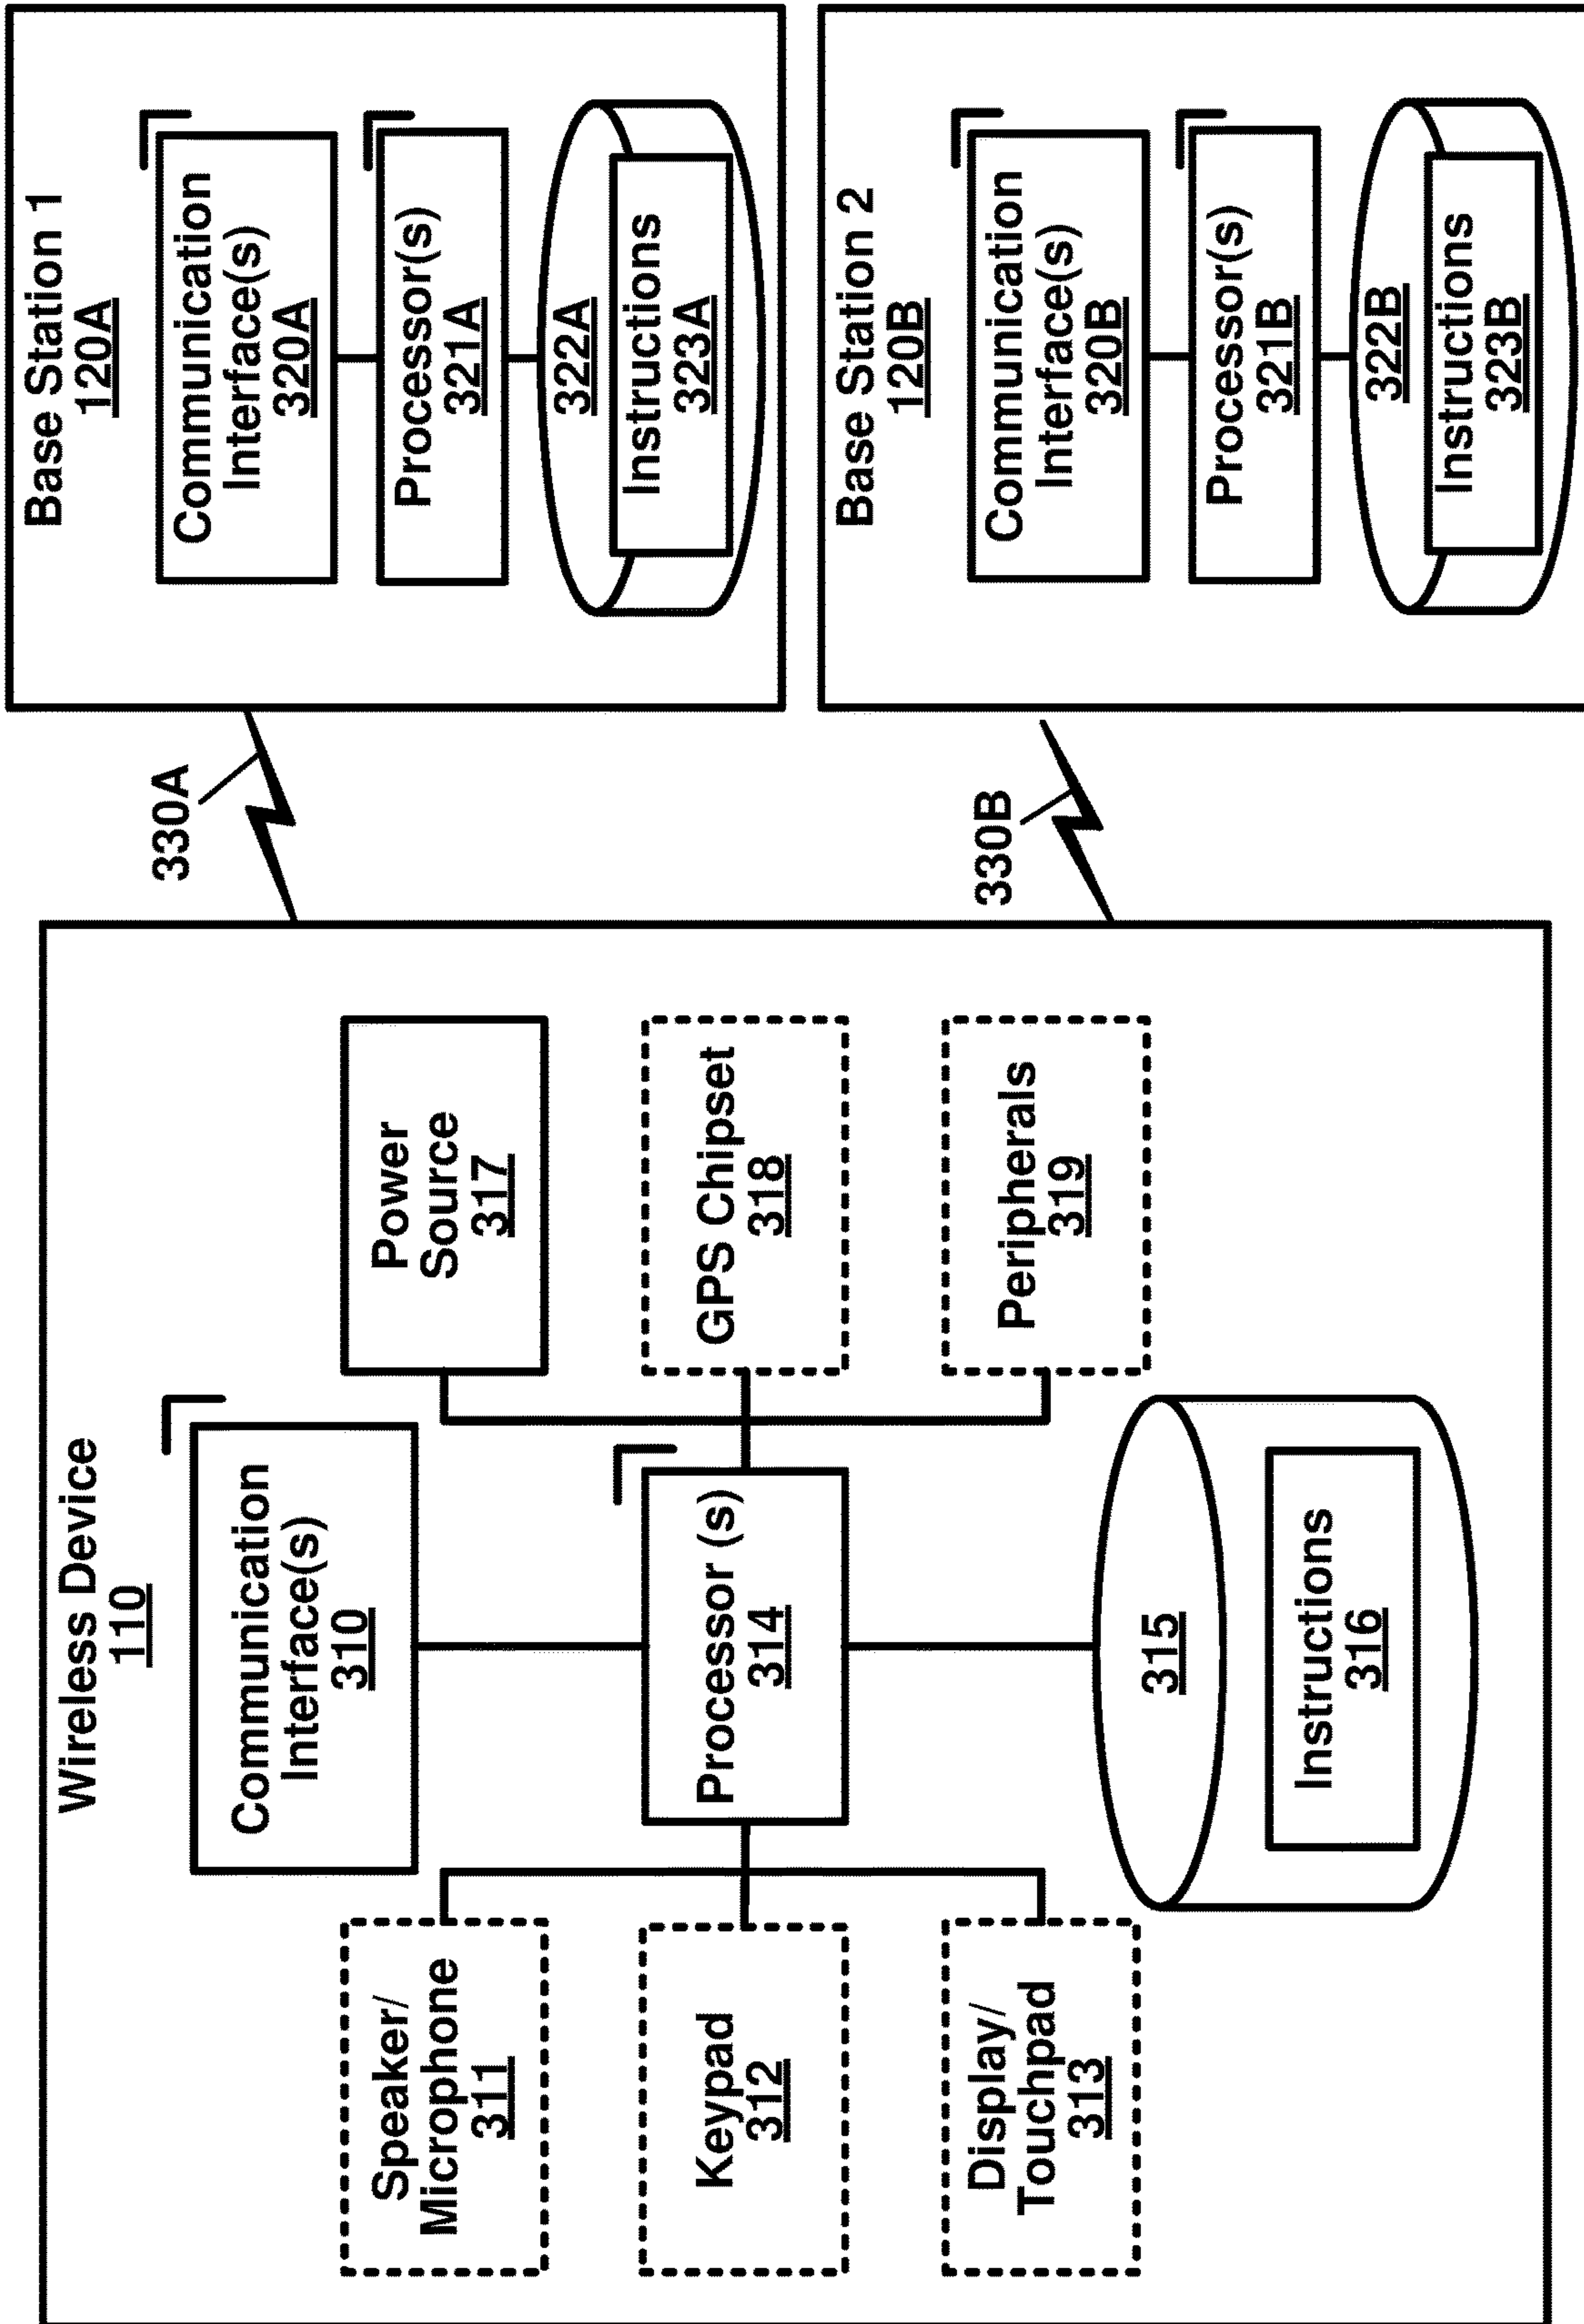 Wireless Device
110
Communication
Interface(s)
310
Speaker/
Microphone
311
Keypad
312
Display/
Touchpad
313
Processor (s)
314
315
Instructions
316
Power
Source
317
GPS Chipset
318
Peripherals
319
330A
330B
Base Station 1
120A
Communication
Interface(s)
320A
Processor(s)
321A
322A
Instructions
323A
Base Station 2
120B
Communication
Interface(s)
320B
Processor(s)
321B
322B
Instructions
323B